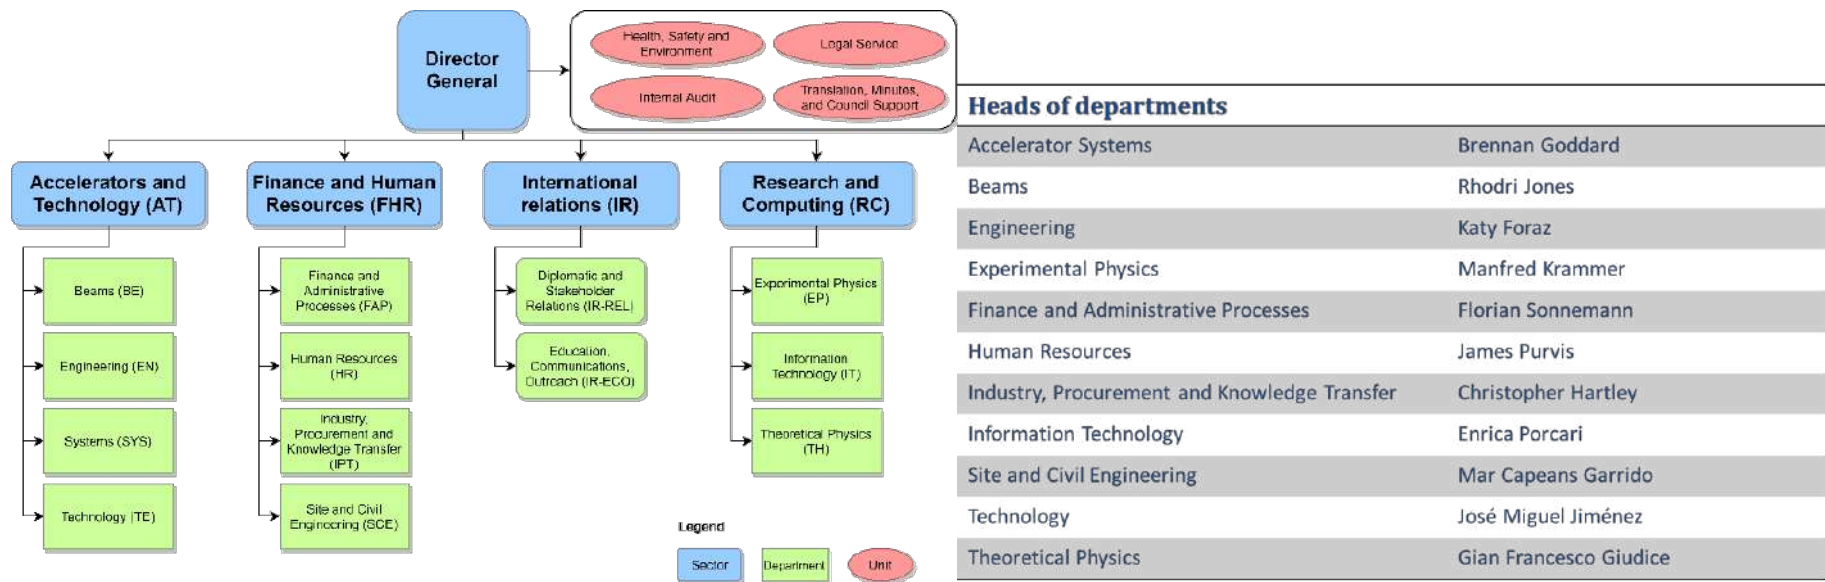 Director
General
Health, Safety and
Environment
Legal Service
Internal Audit
Translation, Minutes,
and Council Support
Accelerators and
Technology (AT)
Finance and Human
Resources (FHR)
International
relations (IR)
Research and
Computing (RC)
Beams (BE)
Engineering (EN)
Systems (SYS)
Technology (TE)
Finance and
Administrative
Processes (FAP)
Human Resources
(HR)
Industry,
Procurement and
Knowledge Transfer
(IPT)
Site and Civil
Engineering (SCE)
Diplomatic and
Stakeholder
Relations (IR-REL)
Education,
Communications,
Outreach (IR-ECO)
Experimental Physics
(EP)
Information
Technology (IT)
Theoretical Physics
(TH)
Legend
Sector
Department
Unit
Heads of departments
Accelerator Systems Brennan Goddard
Beams Rhodri Jones
Engineering Katy Foraz
Experimental Physics Manfred Krammer
Finance and Administrative Processes Florian Sonnemann
Human Resources James Purvis
Industry, Procurement and Knowledge Transfer Christopher Hartley
Information Technology Enrica Porcari
Site and Civil Engineering Mar Capeans Garrido
Technology José Miguel Jiménez
Theoretical Physics Gian Francesco Giudice